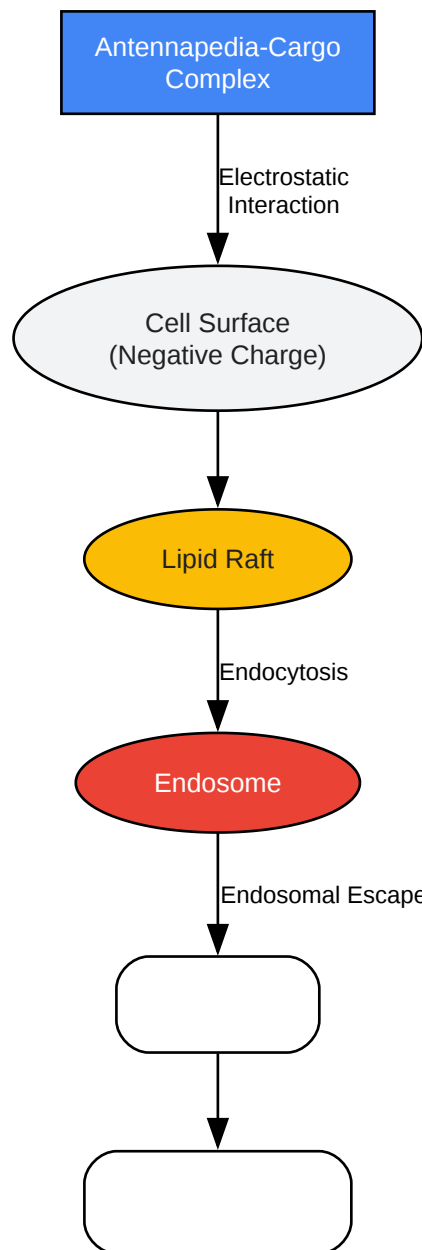 Antennapedia-Cargo
Complex
Electrostatic
Interaction
Cell Surface
(Negative Charge)
Lipid Raft
Endocytosis
Endosome
Endosomal Escape